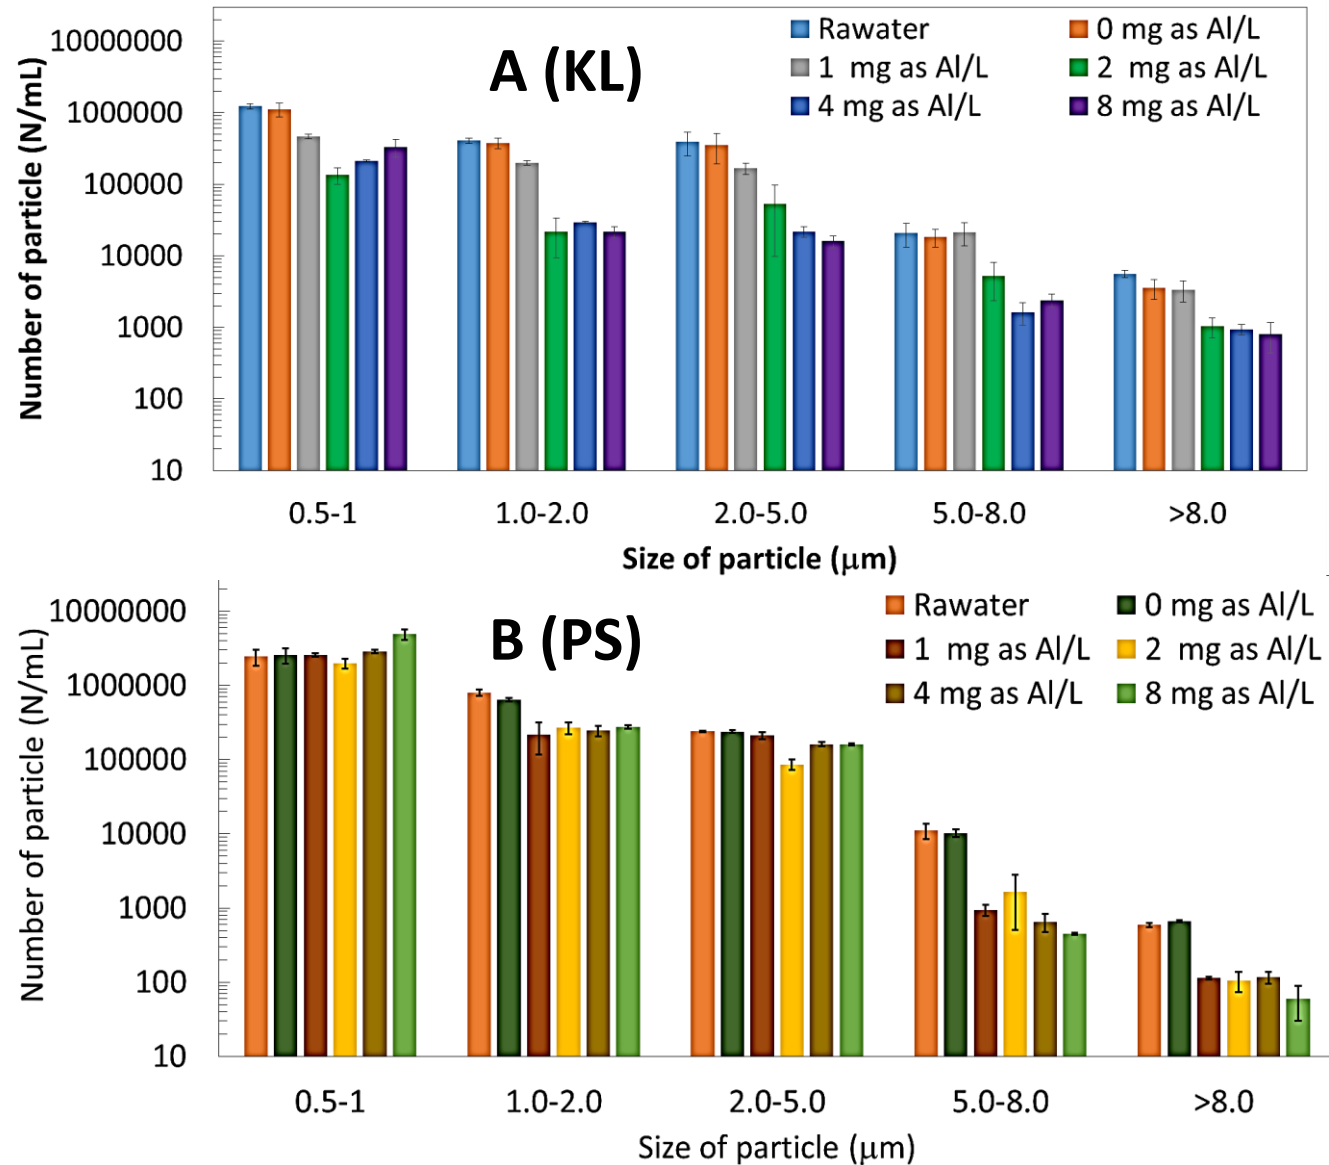 A (KL)
Rawater
0 mg as Al/L
1 mg as Al/L
2 mg as Al/L
4 mg as Al/L
8 mg as Al/L
Number of particle (N/mL)
10000000
1000000
100000
10000
1000
100
10
0.5-1
1.0-2.0
2.0-5.0
5.0-8.0
>8.0
Size of particle (μm)
B (PS)
Rawater
0 mg as Al/L
1 mg as Al/L
2 mg as Al/L
4 mg as Al/L
8 mg as Al/L
Number of particle (N/mL)
10000000
1000000
100000
10000
1000
100
10
0.5-1
1.0-2.0
2.0-5.0
5.0-8.0
>8.0
Size of particle (μm)